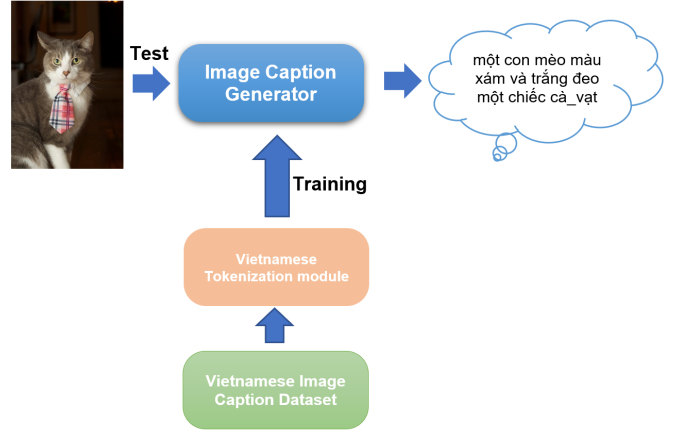 Test
Image Caption
Generator
một con mèo màu
xám và trắng đeo
một chiếc cà_vạt
Training
Vietnamese
Tokenization module
Vietnamese Image
Caption Dataset